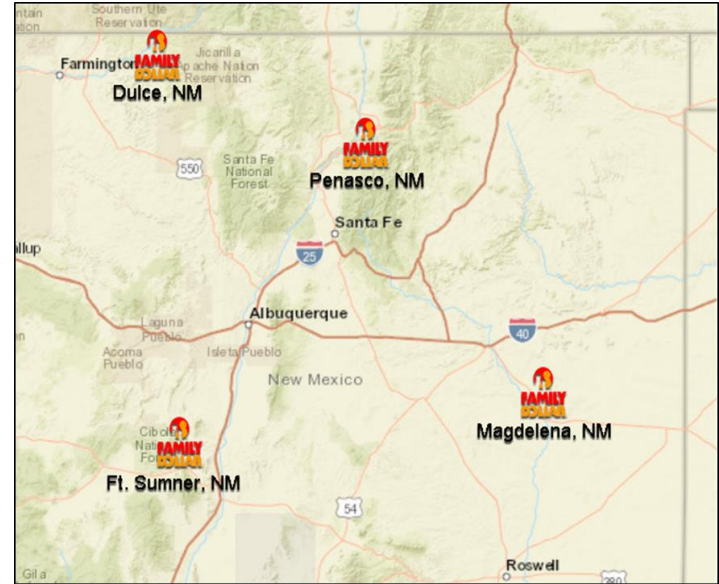 Southern Ute
Reservation
Farmington
FAMILY
DOLLAR
Jicarilla
Apache Nation
Reservation
Dulce, NM
FAMILY
DOLLAR
550
Santa Fe
National
Forest
Penasco, NM
Santa Fe
25
allup
Albuquerque
Laguna
Pueblo
40
Acoma
Pueblo
Isleta Pueblo
New Mexico
FAMILY
DOLLAR
Magdelena, NM
Cibola
FAMILY
DOLLAR
Ft. Sumner, NM
54
Roswell
Gila